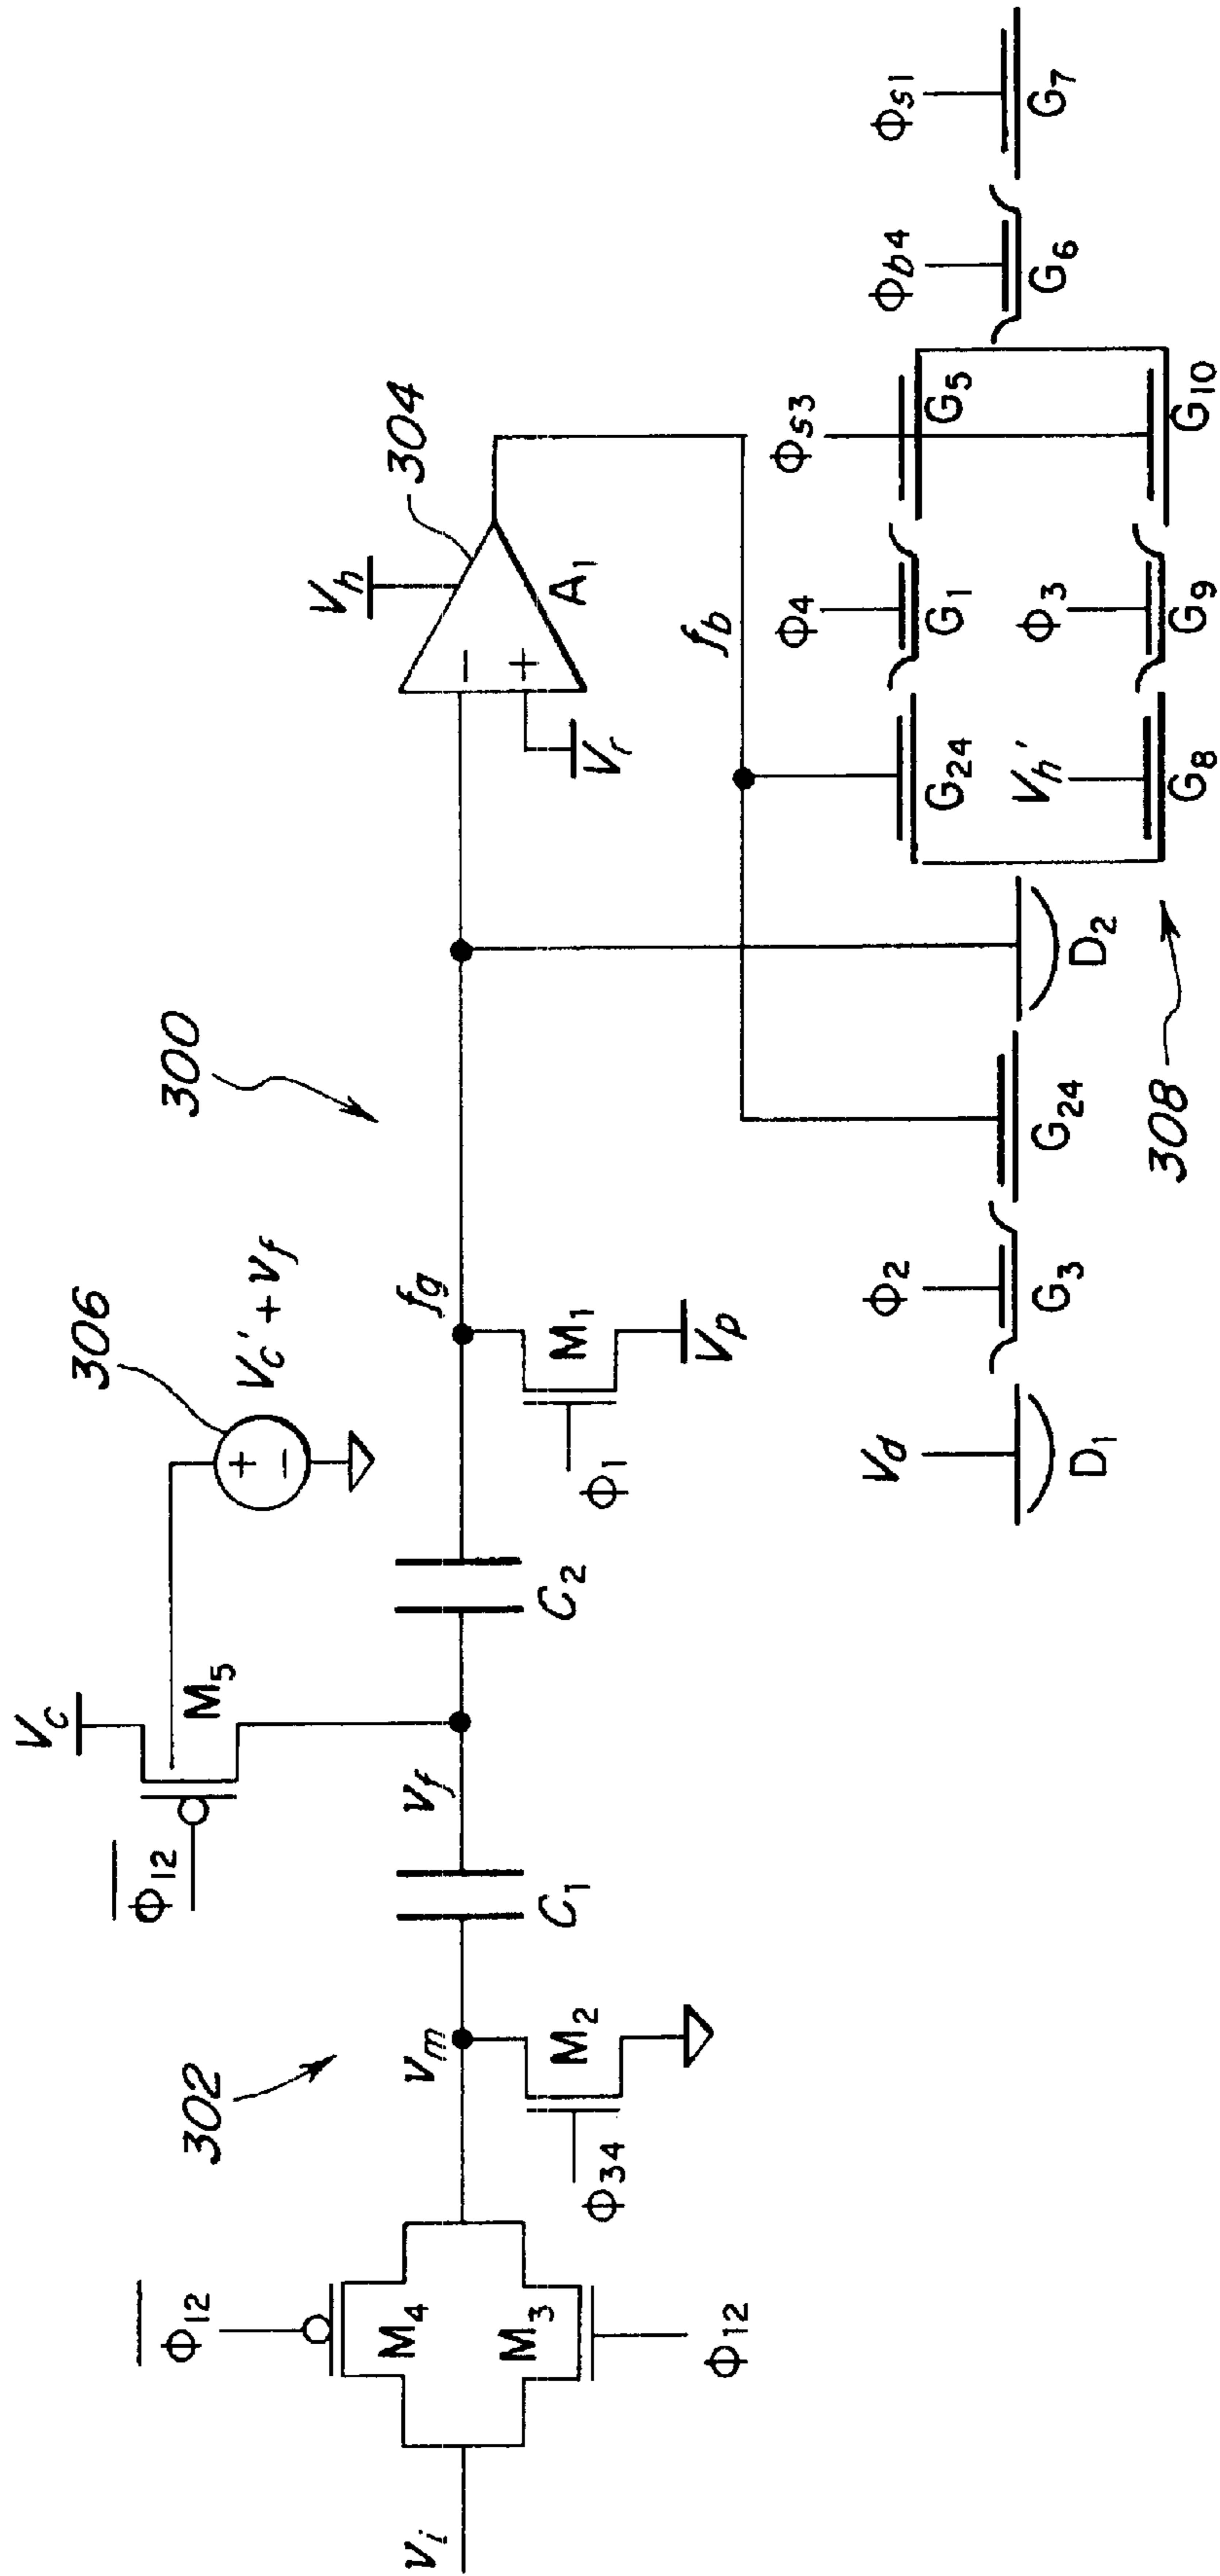 306
V_c' + v_f
300
304
302
V_c
M₅
Φ̅₁₂
Φ̅₁₂
M₄
M₃
Φ₁₂
v_i
v_m
M₂
Φ₃₄
C₁
v_f
C₂
f_g
M₁
Φ₁
V_p
V_h
−
+
A₁
V_r
f_b
V_d
D₁
Φ₂
G₃
G₂₄
D₂
G₂₄
Φ₄
G₁
Φ_s3
G₅
V_h'
G₈
Φ₃
G₉
G₁₀
Φ_b4
G₆
Φ_s1
G₇
308
+
−